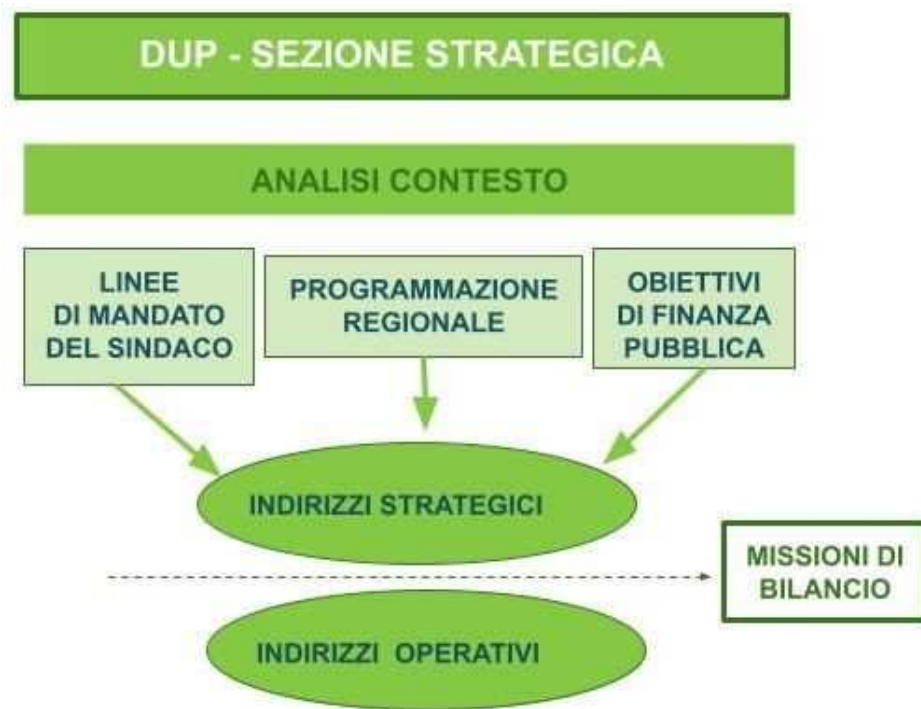 DUP - SEZIONE STRATEGICA
ANALISI CONTESTO
LINEE
DI MANDATO
DEL SINDACO
PROGRAMMAZIONE
REGIONALE
OBIETTIVI
DI FINANZA
PUBBLICA
INDIRIZZI STRATEGICI
MISSIONI DI
BILANCIO
INDIRIZZI OPERATIVI